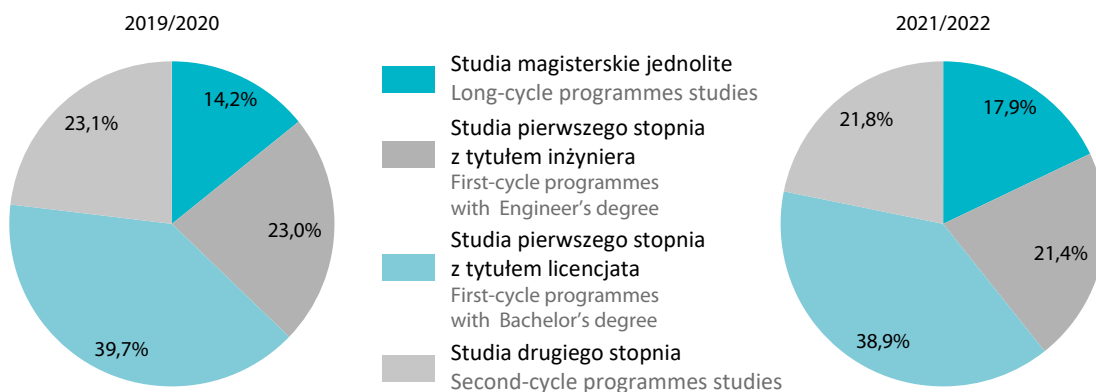 2019/2020
14,2%
23,0%
39,7%
23,1%
Studia magisterskie jednolite
Long-cycle programmes studies
Studia pierwszego stopnia
z tytułem inżyniera
First-cycle programmes
with Engineer's degree
Studia pierwszego stopnia
z tytułem licencjata
First-cycle programmes
with Bachelor's degree
Studia drugiego stopnia
Second-cycle programmes studies
2021/2022
17,9%
21,4%
38,9%
21,8%